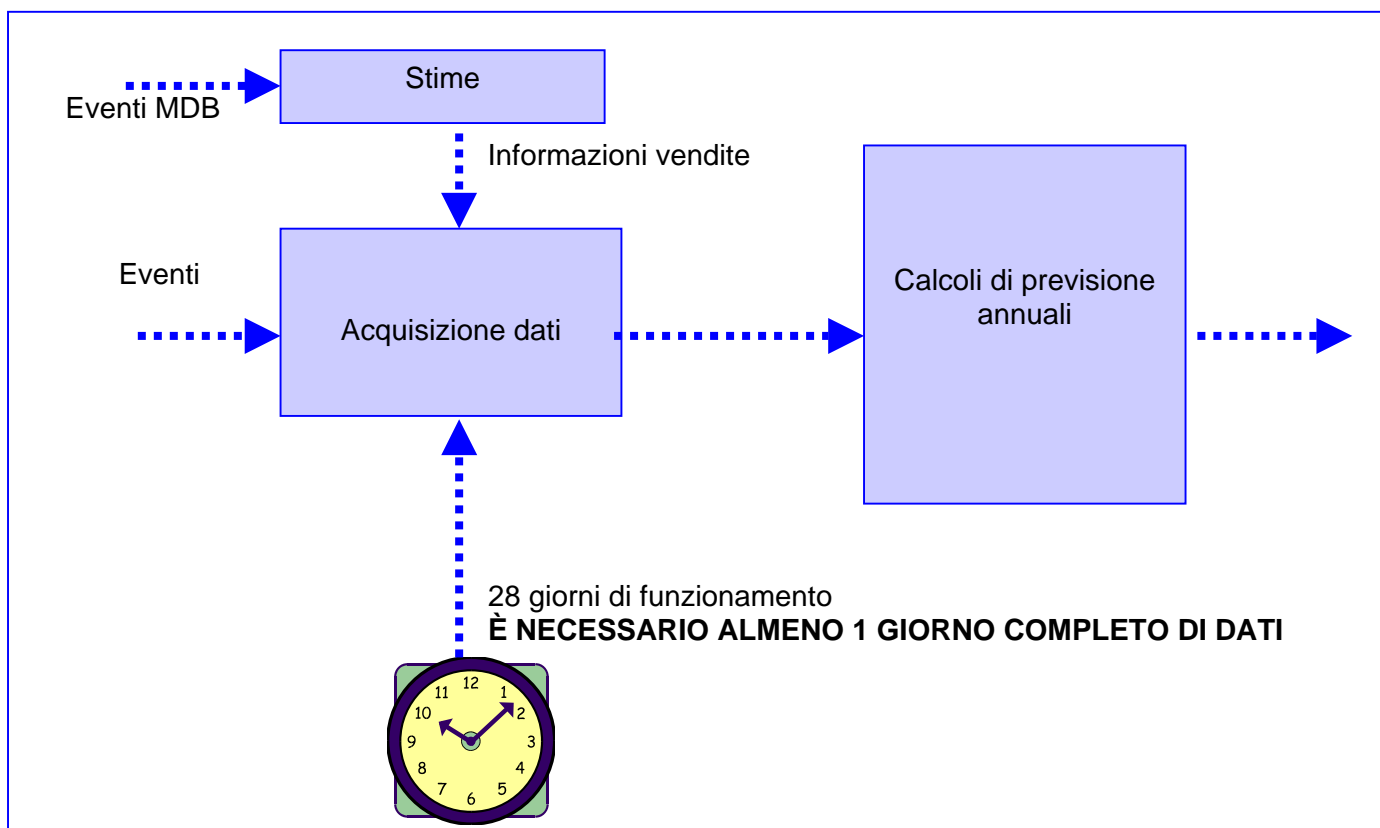 Stime
Eventi MDB
Informazioni vendite
Eventi
Acquisizione dati
Calcoli di previsione
annuali
28 giorni di funzionamento
È NECESSARIO ALMENO 1 GIORNO COMPLETO DI DATI
12
11
1
10
2
9
3
8
4
7
5
6